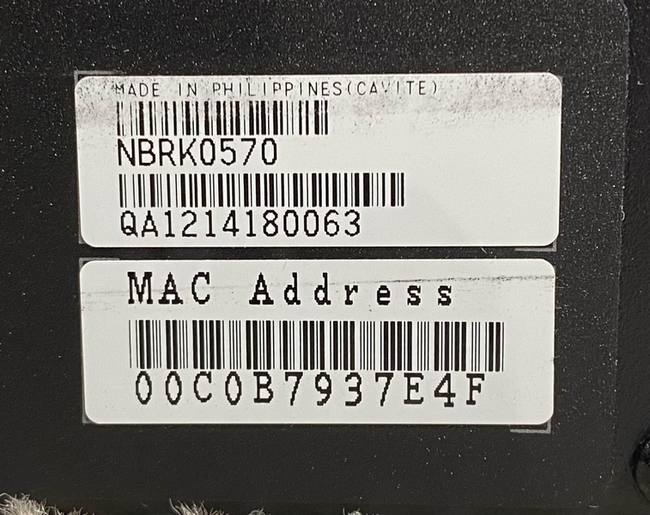 MADE IN PHILIPPINES(CAVITE)
NBRK0570
QA1214180063
MAC Address
00C0B7937E4F